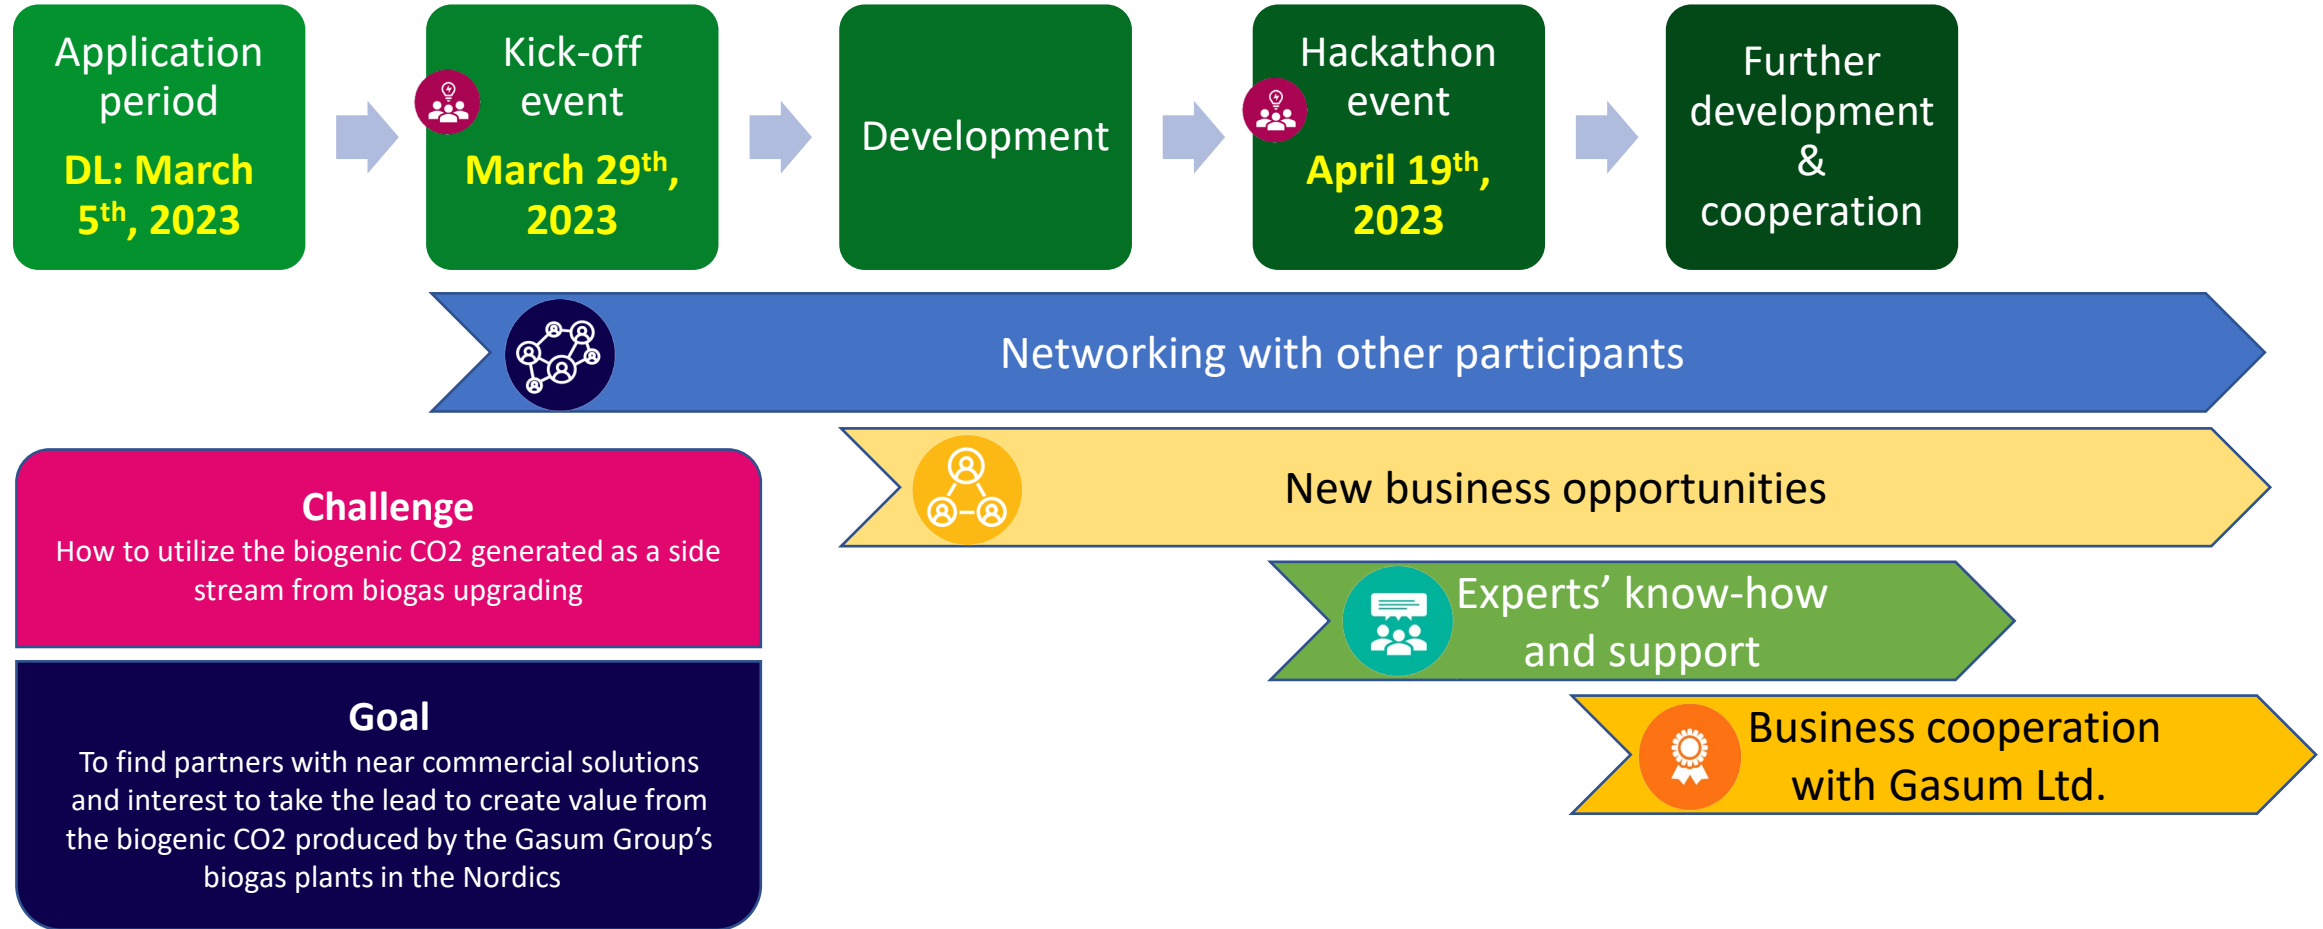 Application
period
DL: March
5th, 2023
Kick-off
event
March 29th,
2023
Development
Hackathon
event
April 19th,
2023
Further
development
&
cooperation
Networking with other participants
New business opportunities
Experts’ know-how
and support
Business cooperation
with Gasum Ltd.
Challenge
How to utilize the biogenic CO2 generated as a side
stream from biogas upgrading
Goal
To find partners with near commercial solutions
and interest to take the lead to create value from
the biogenic CO2 produced by the Gasum Group’s
biogas plants in the Nordics